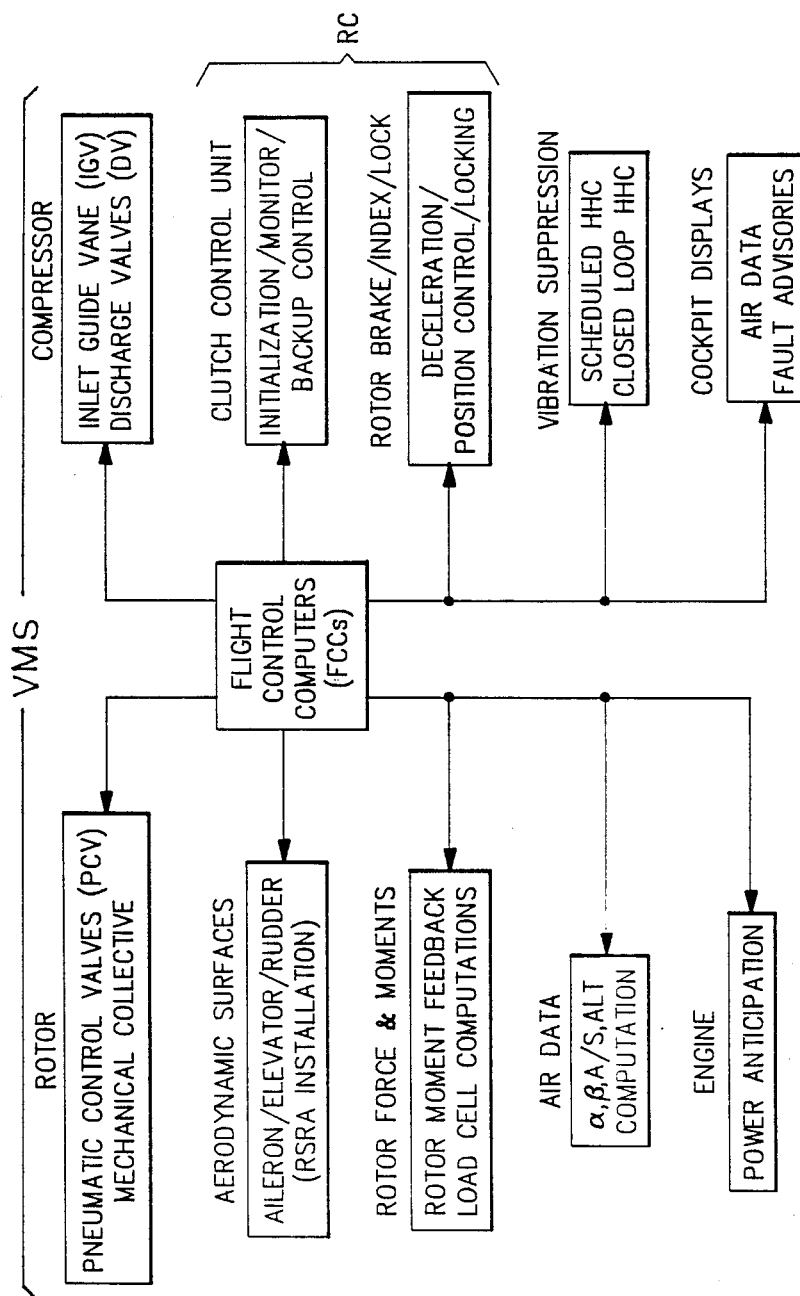 VMS
ROTOR
PNEUMATIC CONTROL VALVES (PCV)
MECHANICAL COLLECTIVE
AERODYNAMIC SURFACES
AILERON/ELEVATOR/RUDDER
(RSRA INSTALLATION)
ROTOR FORCE & MOMENTS
ROTOR MOMENT FEEDBACK
LOAD CELL COMPUTATIONS
AIR DATA
α,β,A/S,ALT
COMPUTATION
ENGINE
POWER ANTICIPATION
FLIGHT
CONTROL
COMPUTERS
(FCCs)
COMPRESSOR
INLET GUIDE VANE (IGV)
DISCHARGE VALVES (DV)
CLUTCH CONTROL UNIT
INITIALIZATION/MONITOR/
BACKUP CONTROL
ROTOR BRAKE/INDEX/LOCK
DECELERATION/
POSITION CONTROL/LOCKING
RC
VIBRATION SUPPRESSION
SCHEDULED HHC
CLOSED LOOP HHC
COCKPIT DISPLAYS
AIR DATA
FAULT ADVISORIES